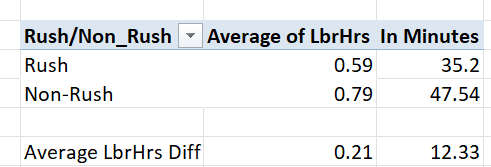 Rush/Non_Rush Average of LbrHrs In Minutes
Rush 0.59 35.2
Non-Rush 0.79 47.54
Average LbrHrs Diff 0.21 12.33